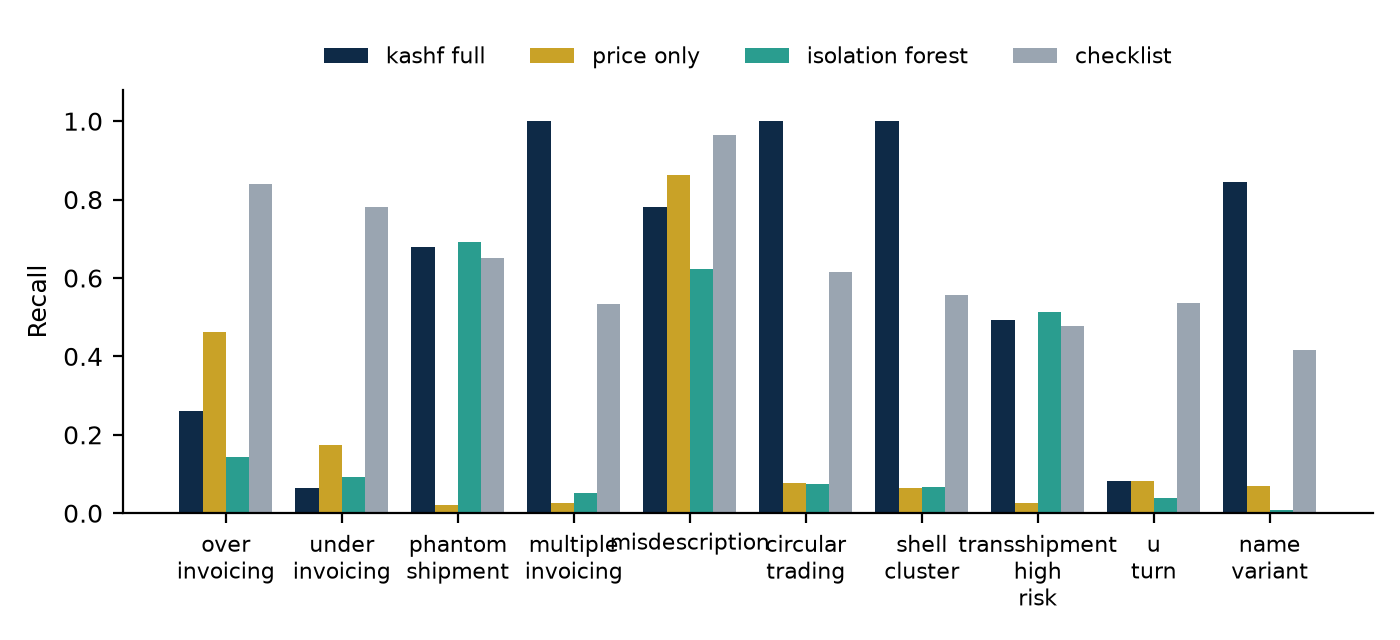 kashf full price only isolation forest checklist
Recall
1.0
0.8
0.6
0.4
0.2
0.0
over invoicing
under invoicing
phantom shipment
multiple invoicing
misdescription
circular trading
shell cluster
transshipment high risk
u turn
name variant